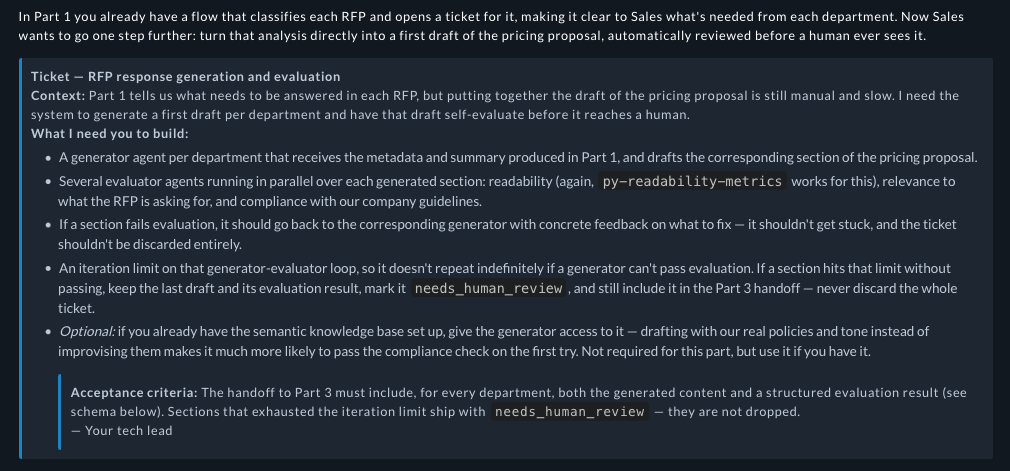 In Part 1 you already have a flow that classifies each RFP and opens a ticket for it, making it clear to Sales what's needed from each department. Now Sales
wants to go one step further: turn that analysis directly into a first draft of the pricing proposal, automatically reviewed before a human ever sees it.
Ticket — RFP response generation and evaluation
Context: Part 1 tells us what needs to be answered in each RFP, but putting together the draft of the pricing proposal is still manual and slow. I need the
system to generate a first draft per department and have that draft self-evaluate before it reaches a human.
What I need you to build:
• A generator agent per department that receives the metadata and summary produced in Part 1, and drafts the corresponding section of the pricing proposal.
• Several evaluator agents running in parallel over each generated section: readability (again, py-readability-metrics works for this), relevance to
what the RFP is asking for, and compliance with our company guidelines.
• If a section fails evaluation, it should go back to the corresponding generator with concrete feedback on what to fix — it shouldn't get stuck, and the ticket
shouldn't be discarded entirely.
• An iteration limit on that generator-evaluator loop, so it doesn't repeat indefinitely if a generator can't pass evaluation. If a section hits that limit without
passing, keep the last draft and its evaluation result, mark it needs_human_review, and still include it in the Part 3 handoff — never discard the whole
ticket.
• Optional: if you already have the semantic knowledge base set up, give the generator access to it — drafting with our real policies and tone instead of
improvising them makes it much more likely to pass the compliance check on the first try. Not required for this part, but use it if you have it.
Acceptance criteria: The handoff to Part 3 must include, for every department, both the generated content and a structured evaluation result (see
schema below). Sections that exhausted the iteration limit ship with needs_human_review — they are not dropped.
— Your tech lead